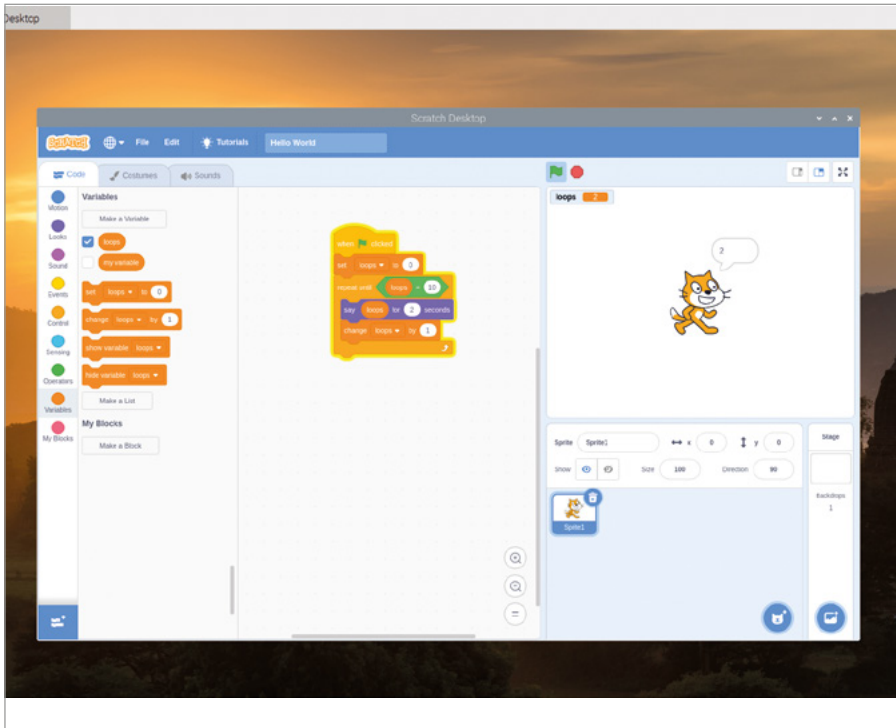 Desktop
Scratch Desktop
SCRATCH
File Edit Tutorials Hello World
Code Costumes Sounds
Motion
Looks
Sound
Events
Control
Sensing
Operators
Variables
My Blocks
Variables
Make a Variable
loops
my variable
set loops to 0
change loops by 1
show variable loops
hide variable loops
Make a List
My Blocks
Make a Block
when clicked
set loops to 0
repeat until loops = 10
say loops for 2 seconds
change loops by 1
loops 2
2
Sprite Sprite1 x 0 y 0
Show Size 100 Direction 90
Sprite1
Stage
Backdrops
1